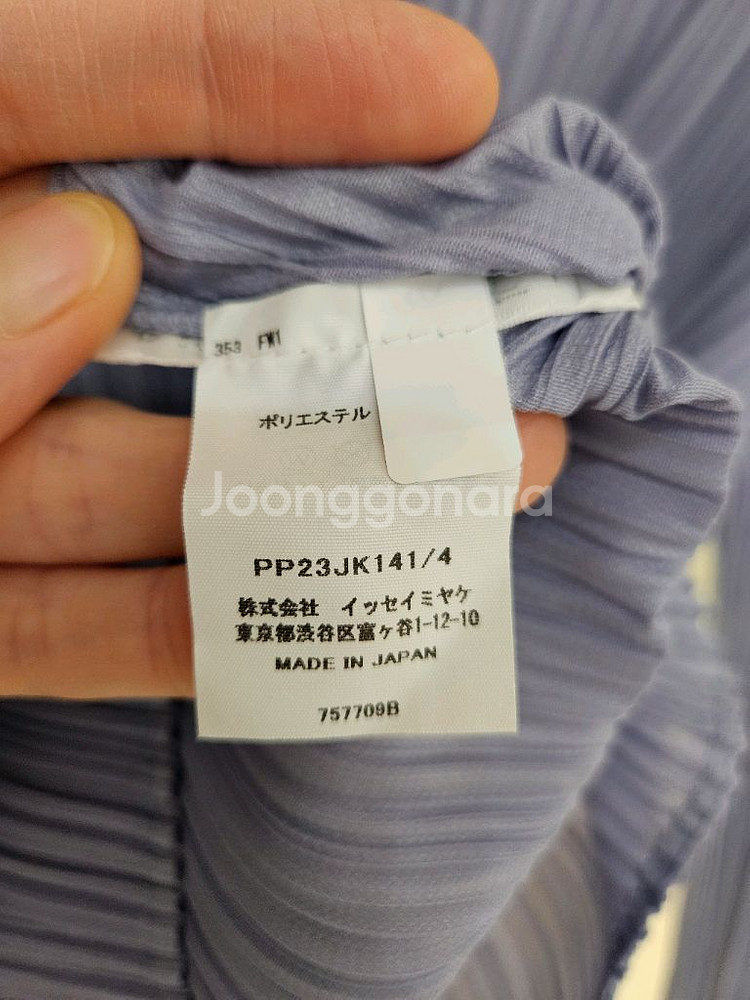 353 FW1
ポリエステル
Joonggonara
PP23JK141/4
株式会社 イッセイミヤケ
東京都渋谷区富ヶ谷1-12-10
MADE IN JAPAN
757709B